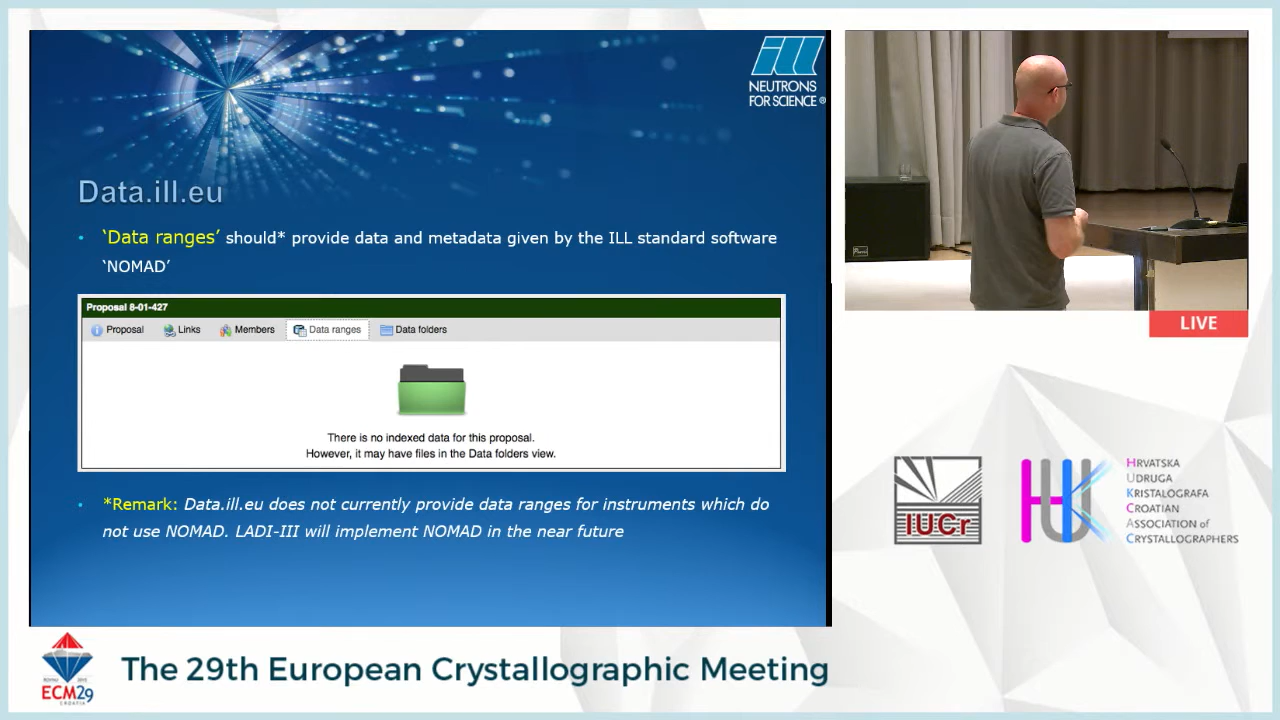 ill
NEUTRONS
FOR SCIENCE®
Data.ill.eu
• ‘Data ranges’ should* provide data and metadata given by the ILL standard software
‘NOMAD’
Proposal 8-01-427
Proposal Links Members Data ranges Data folders
There is no indexed data for this proposal.
However, it may have files in the Data folders view.
• *Remark: Data.ill.eu does not currently provide data ranges for instruments which do
not use NOMAD. LADI-III will implement NOMAD in the near future
LIVE
IUCr
HUK
HRVATSKA
UDRUGA
KRISTALOGRAFA
CROATIAN
ASSOCIATION of
CRYSTALLOGRAPHERS
ECM29
CROATIA
The 29th European Crystallographic Meeting